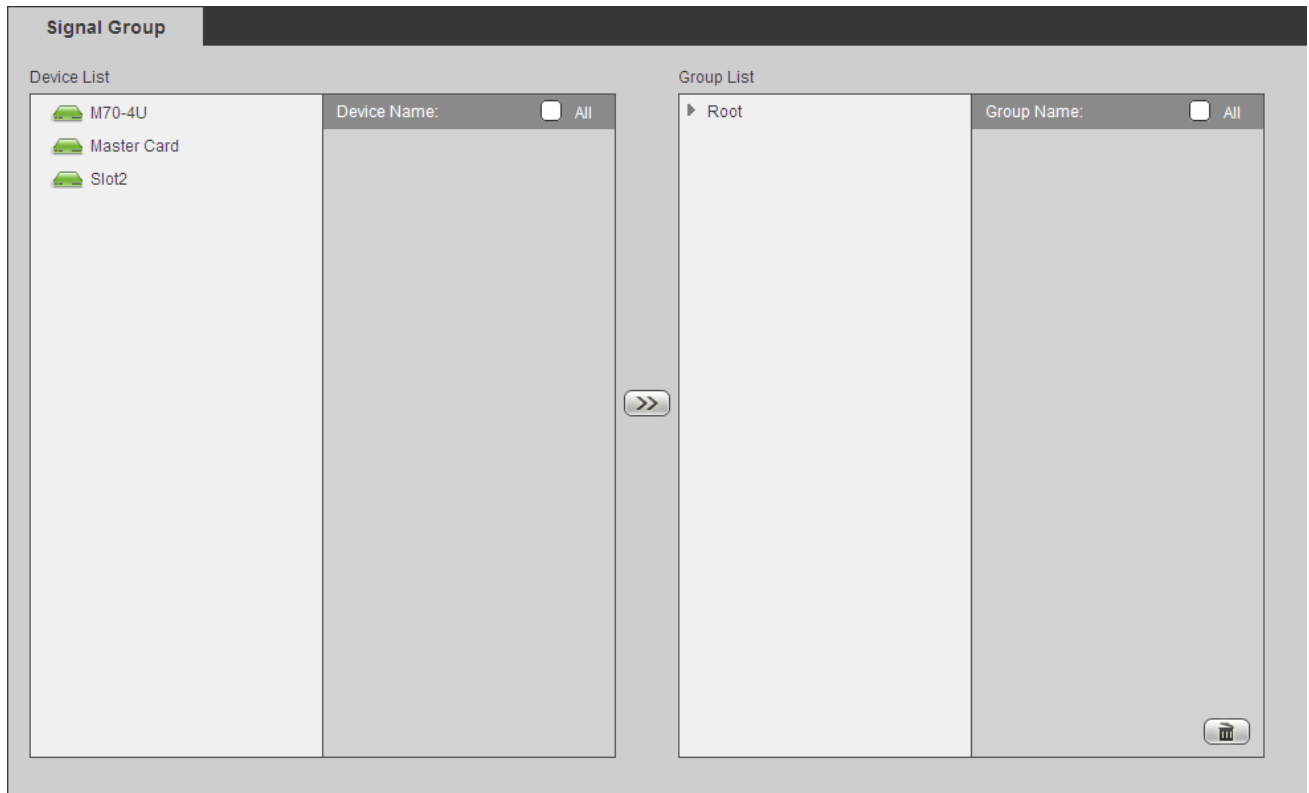 Signal Group
Device List
Group List
M70-4U
Device Name:
All
Root
Group Name:
All
Master Card
Slot2
>>